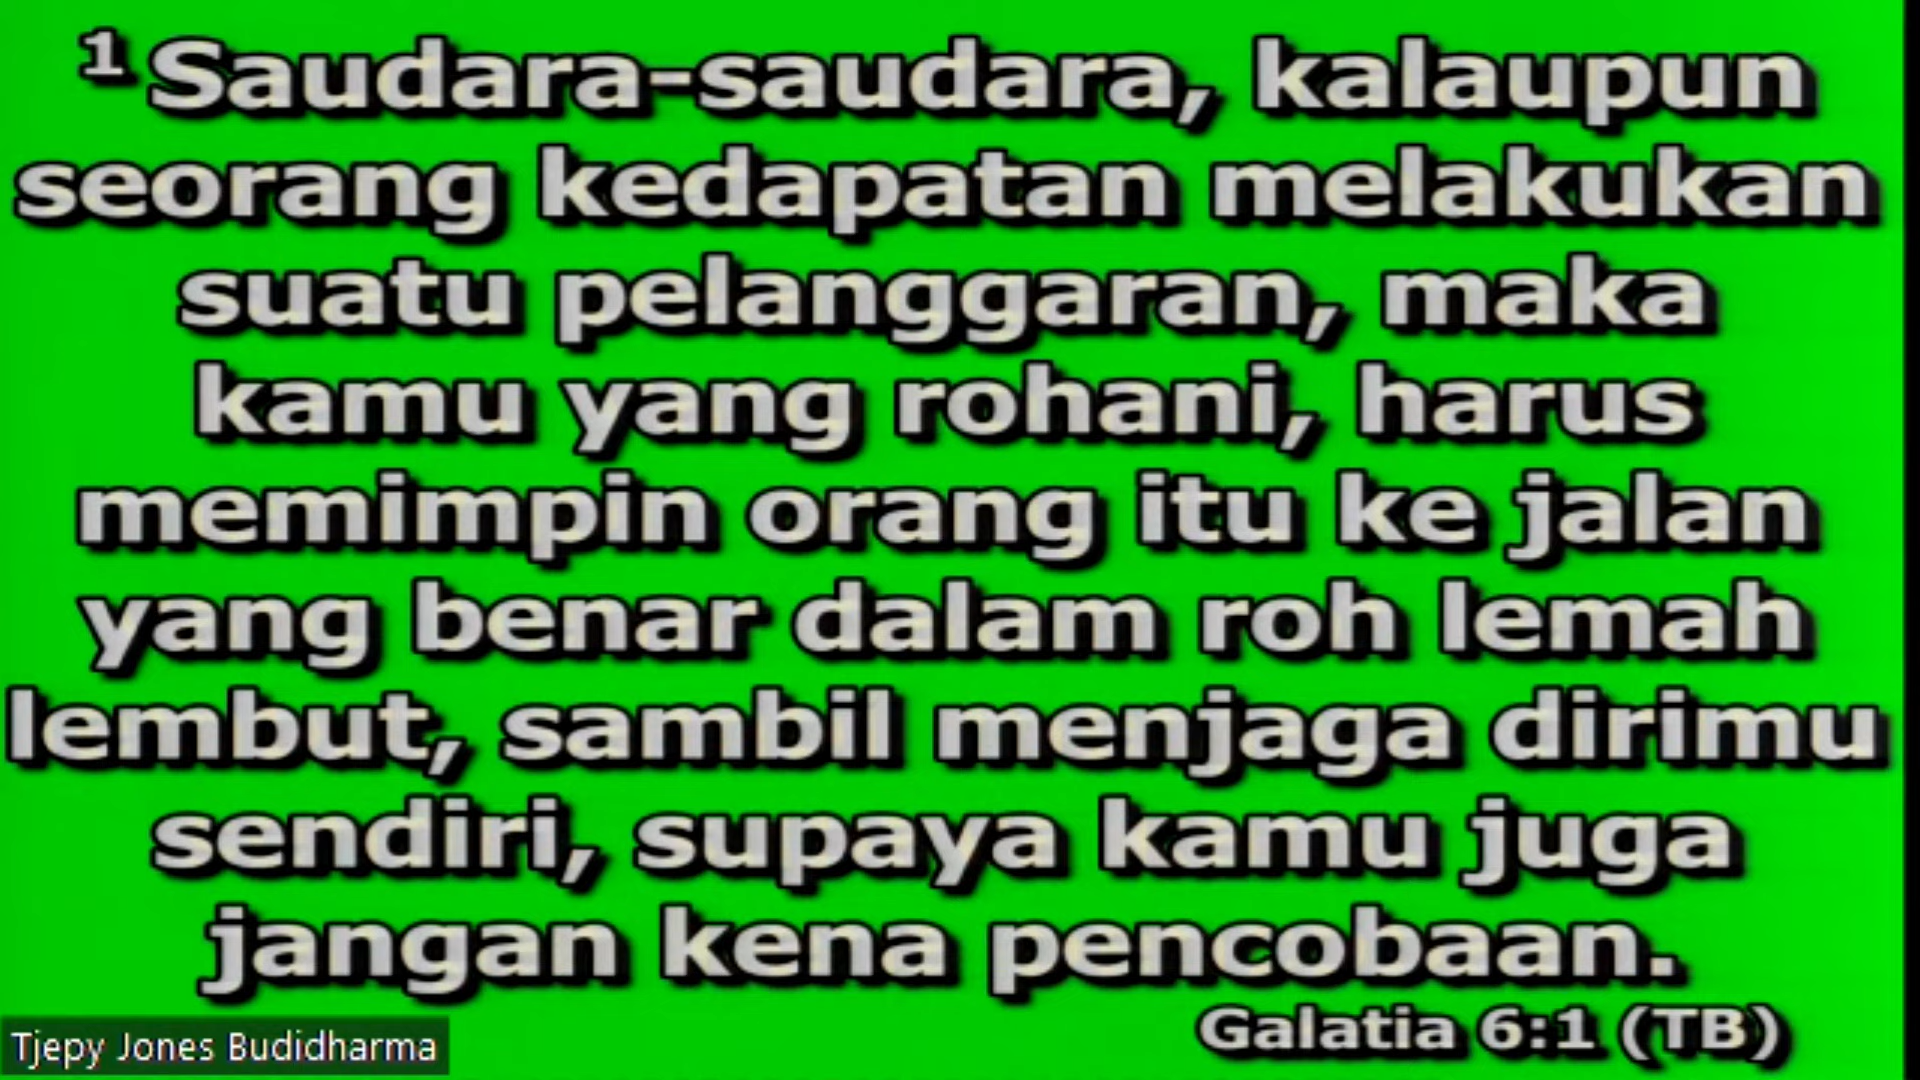 1 Saudara-saudara, kalaupun
seorang kedapatan melakukan
suatu pelanggaran, maka
kamu yang rohani, harus
memimpin orang itu ke jalan
yang benar dalam roh lemah
lembut, sambil menjaga dirimu
sendiri, supaya kamu juga
jangan kena pencobaan.
Galatia 6:1 (TB)
Tjepy Jones Budidharma